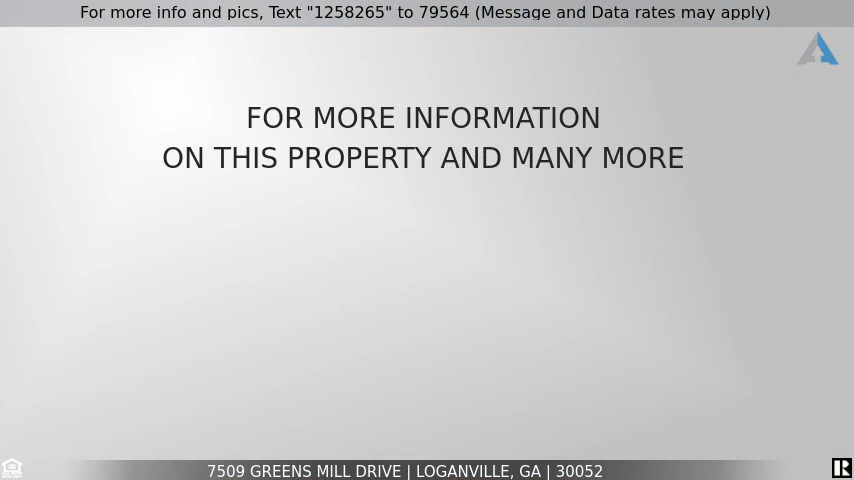 For more info and pics, Text "1258265" to 79564 (Message and Data rates may apply)
FOR MORE INFORMATION
ON THIS PROPERTY AND MANY MORE
7509 GREENS MILL DRIVE | LOGANVILLE, GA | 30052